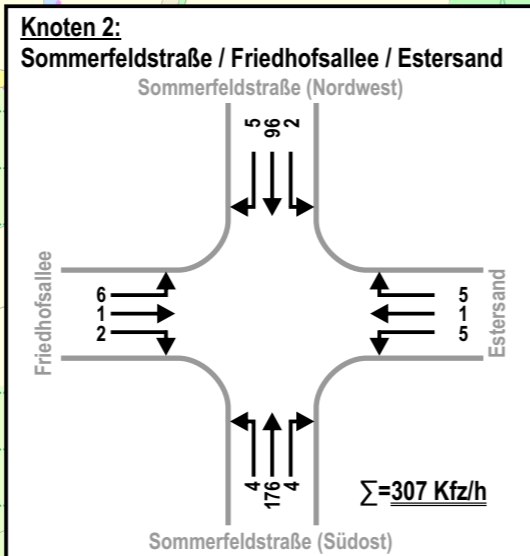 Knoten 2:
Sommerfeldstraße / Friedhofsallee / Estersand
Sommerfeldstraße (Nordwest)
5 96 2
Friedhofsallee
6
1
2
5
1
5
Estersand
4 176 4
∑=307 Kfz/h
Sommerfeldstraße (Südost)